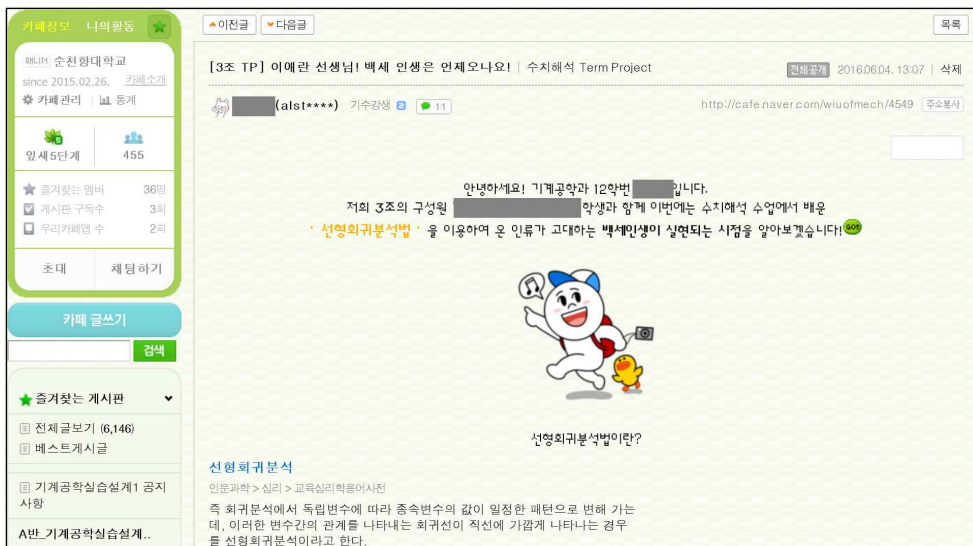 카페정보 나의활동
매니저 순천향대학교
since 2015.02.26. 카페소개
카페관리 통계
잎새5단계 455
즐겨찾는 멤버 36명
게시판 구독수 3회
우리카페앱 수 2회
초대 채팅하기
카페 글쓰기
검색
즐겨찾는 게시판
전체글보기 (6,146)
베스트게시글
기계공학실습설계1 공지
사항
A반_기계공학실습설계..
이전글 다음글 목록
[3조 TP] 이애란 선생님! 백세 인생은 언제오나요! | 수치해석 Term Project 전체공개 2016.06.04. 13:07 | 삭제
(alst****) 기수강생 1:1 http://cafe.naver.com/wiuofmech/4549 주소복사
안녕하세요! 기계공학과 12학번 입니다.
저희 3조의 구성원 학생과 함께 이번에는 수치해석 수업에서 배운
' 선형회귀분석법 ' 을 이용하여 온 인류가 고대하는 백세인생이 실현되는 시점을 알아보겠습니다! GO!
선형회귀분석법이란?
선형회귀분석
인문과학 > 심리 > 교육심리학용어사전
즉 회귀분석에서 독립변수에 따라 종속변수의 값이 일정한 패턴으로 변해 가는
데, 이러한 변수간의 관계를 나타내는 회귀선이 직선에 가깝게 나타나는 경우
를 선형회귀분석이라고 한다.